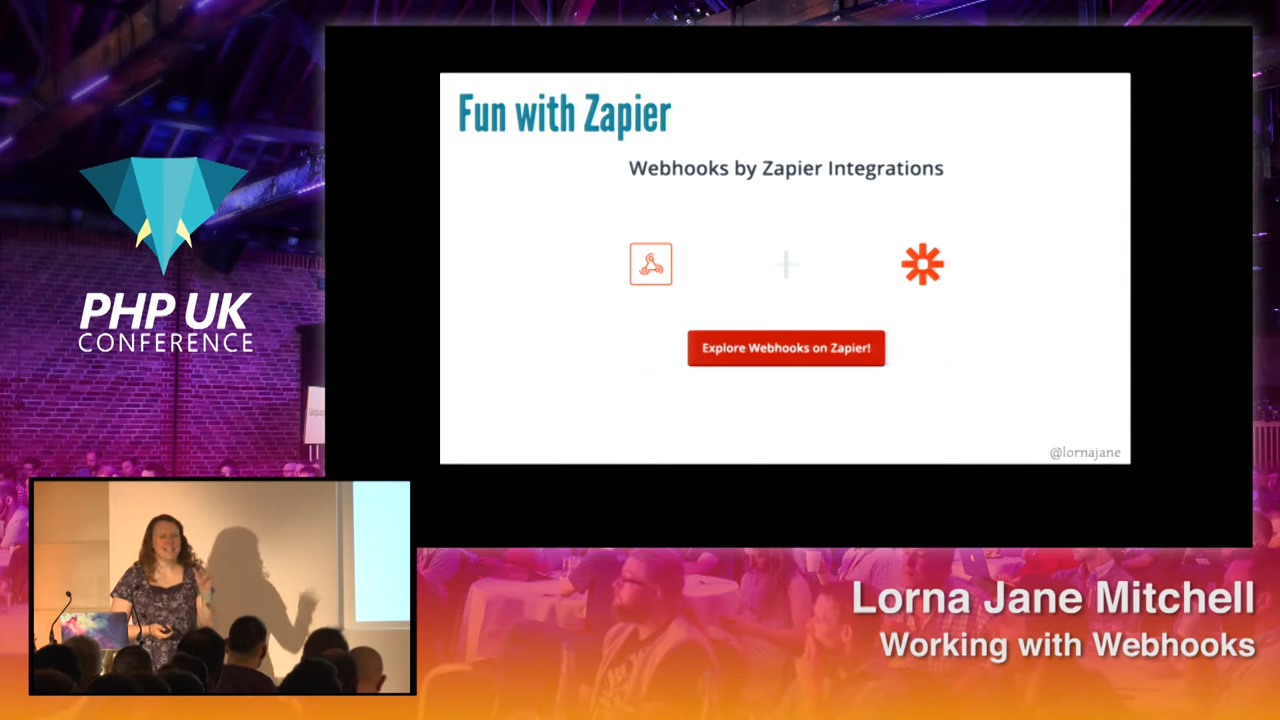 Fun with Zapier
Webhooks by Zapier Integrations
Explore Webhooks on Zapier!
@lornajane
PHP UK
CONFERENCE
Lorna Jane Mitchell
Working with Webhooks